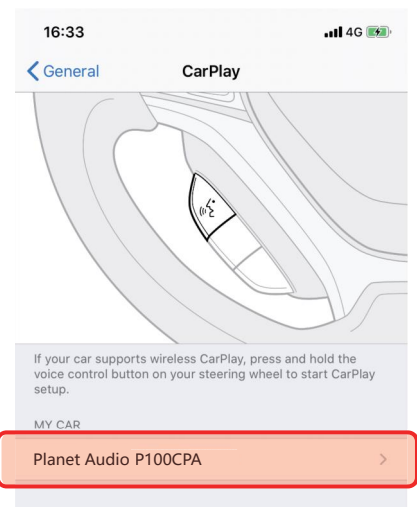 16:33
4G
General
CarPlay
If your car supports wireless CarPlay, press and hold the
voice control button on your steering wheel to start CarPlay
setup.
MY CAR
Planet Audio P100CPA